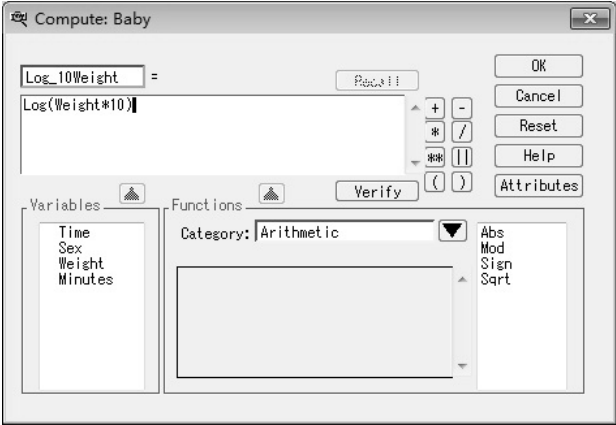 Compute: Baby
Log_10Weight =
Recall
OK
Log(Weight*10)
+ -
Cancel
* /
Reset
** ||
Help
Verify
( )
Attributes
Variables
Functions
Time
Sex
Weight
Minutes
Category: Arithmetic
Abs
Mod
Sign
Sqrt